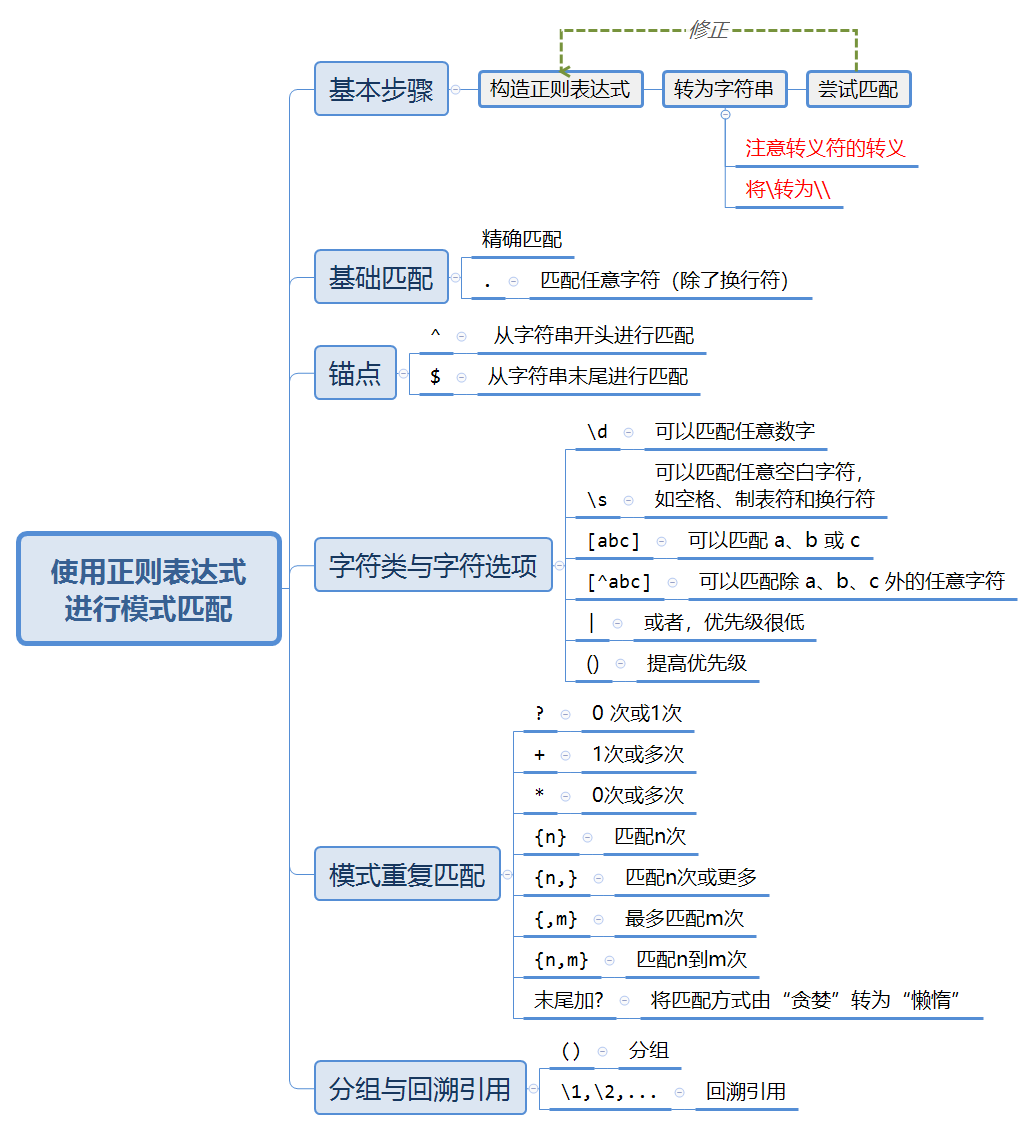 使用正则表达式
进行模式匹配
修正
基本步骤
构造正则表达式
转为字符串
尝试匹配
注意转义符的转义
将\转为\\
基础匹配
精确匹配
. 匹配任意字符（除了换行符）
锚点
^ 从字符串开头进行匹配
$ 从字符串末尾进行匹配
字符类与字符选项
\d 可以匹配任意数字
\s 可以匹配任意空白字符，
如空格、制表符和换行符
[abc] 可以匹配 a、b 或 c
[^abc] 可以匹配除 a、b、c 外的任意字符
| 或者，优先级很低
() 提高优先级
模式重复匹配
? 0 次或1次
+ 1次或多次
* 0次或多次
{n} 匹配n次
{n,} 匹配n次或更多
{,m} 最多匹配m次
{n,m} 匹配n到m次
末尾加? 将匹配方式由“贪婪”转为“懒惰”
分组与回溯引用
() 分组
\1,\2,... 回溯引用